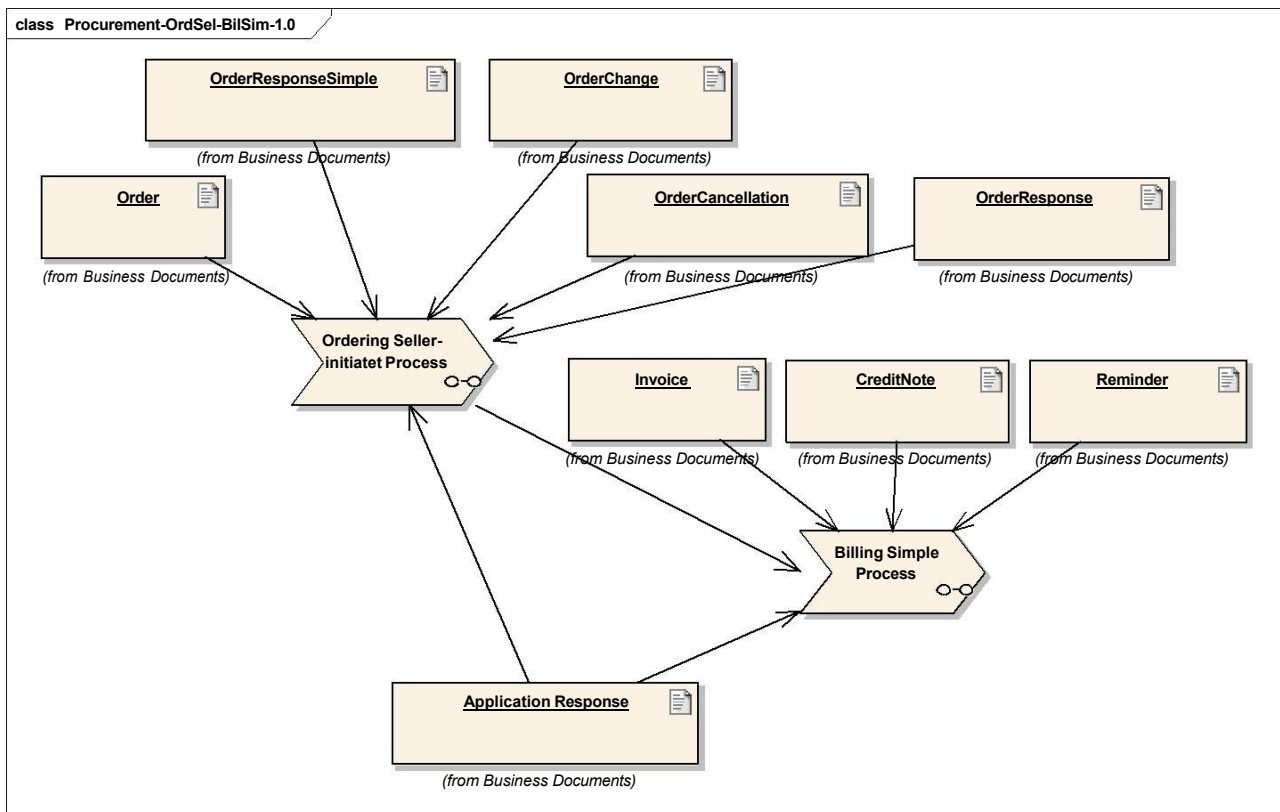 class Procurement-OrdSel-BilSim-1.0
OrderResponseSimple
OrderChange
(from Business Documents)
(from Business Documents)
Order
OrderCancellation
OrderResponse
(from Business Documents)
(from Business Documents)
(from Business Documents)
Ordering Seller-
initiatet Process
Invoice
CreditNote
Reminder
(from Business Documents)
(from Business Documents)
(from Business Documents)
Billing Simple
Process
Application Response
(from Business Documents)